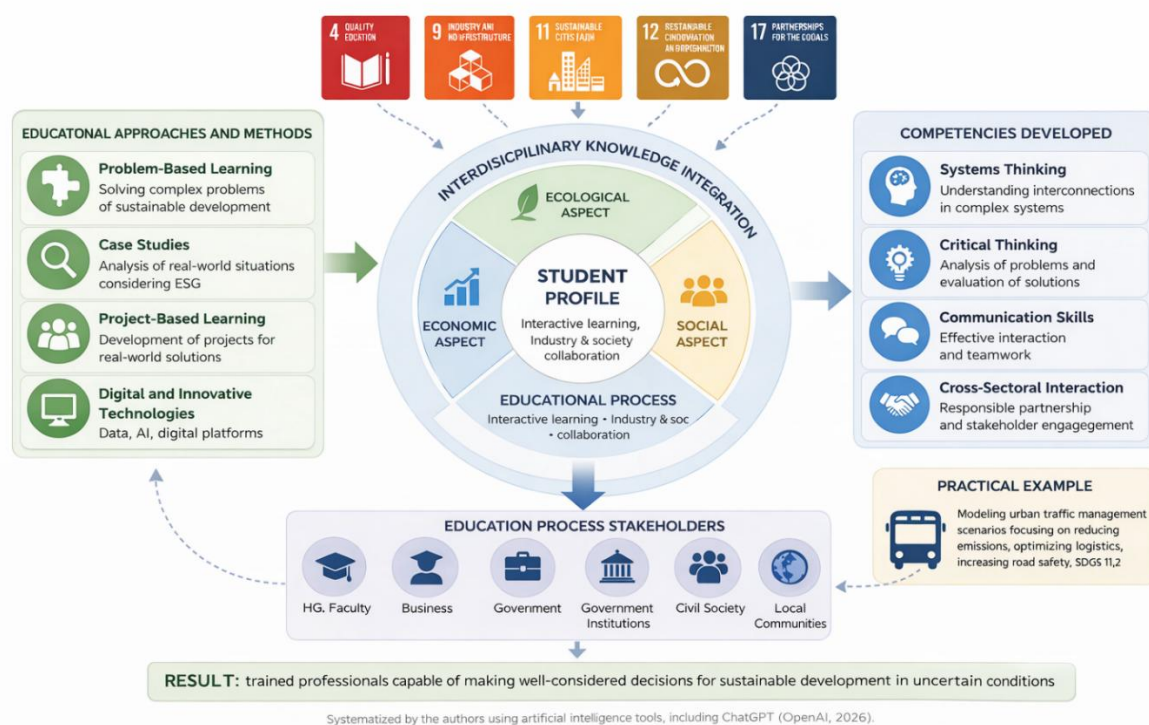 4 QUALITY
EDCATION
9 INDUSTRY ANI
NO INFRASTRUCTURE
11 SUSTAINABLE
CITIS
12
17 PARTNERSHIPS
FOR THE GOALS
EDUCATONAL APPROACHES AND METHODS
Problem-Based Learning
Solving complex problems
of sustainable development
Case Studies
Analysis of real-world situations
considering ESG
Project-Based Learning
Development of projects for
real-world solutions
Digital and Innovative
Technologies
Data, AI, digital platforms
INTERDISICPILINARY KNOWLEDGE INTEGRATION
ECOLOGICAL
ASPECT
ECONOMIC
ASPECT
STUDENT
PROFILE
Interactive learning,
Industry & society
collaboration
SOCIAL
ASPECT
EDUCATIONAL PROCESS
Interactive learning • Industry & soc
• collaboration
COMPETENCIES DEVELOPED
Systems Thinking
Understanding interconnections
in complex systems
Critical Thinking
Analysis of problems and
evaluation of solutions
Communication Skills
Effective interaction
and teamwork
Cross-Sectoral Interaction
Responsible partnership
and stakeholder engagegement
PRACTICAL EXAMPLE
Modeling urban traffic management
scenarios focusing on reducing
emissions, optimizing logistics,
increasing road safety, SDGS 11,2
EDUCATION PROCESS STAKEHOLDERS
HG. Faculty
Business
Govenment
Government
Institutions
Civil Society
Local
Communities
RESULT: trained professionals capable of making well-considered decisions for sustainable development in uncertain conditions
Systematized by the authors using artificial intelligence tools, including ChatGPT (OpenAI, 2026).